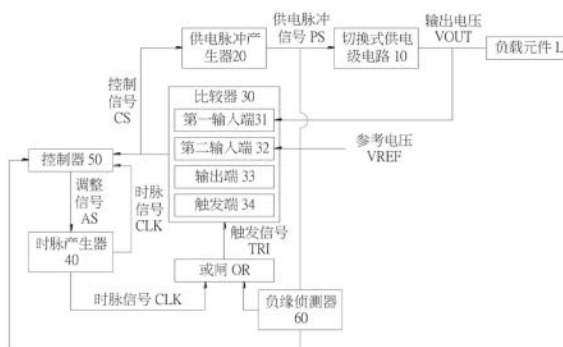 供电脉冲产
生器20
供电脉冲
信号 PS
切换式供电
级电路 10
输出电压
VOUT
负载元件 L
控制
信号
CS
比较器 30
第一输入端31
第二输入端 32
输出端 33
触发端 34
参考电压
VREF
控制器 50
调整
信号
AS
时脉
信号
CLK
时脉产生器
40
触发信号
TRI
或闸 OR
时脉信号 CLK
负缘侦测器
60